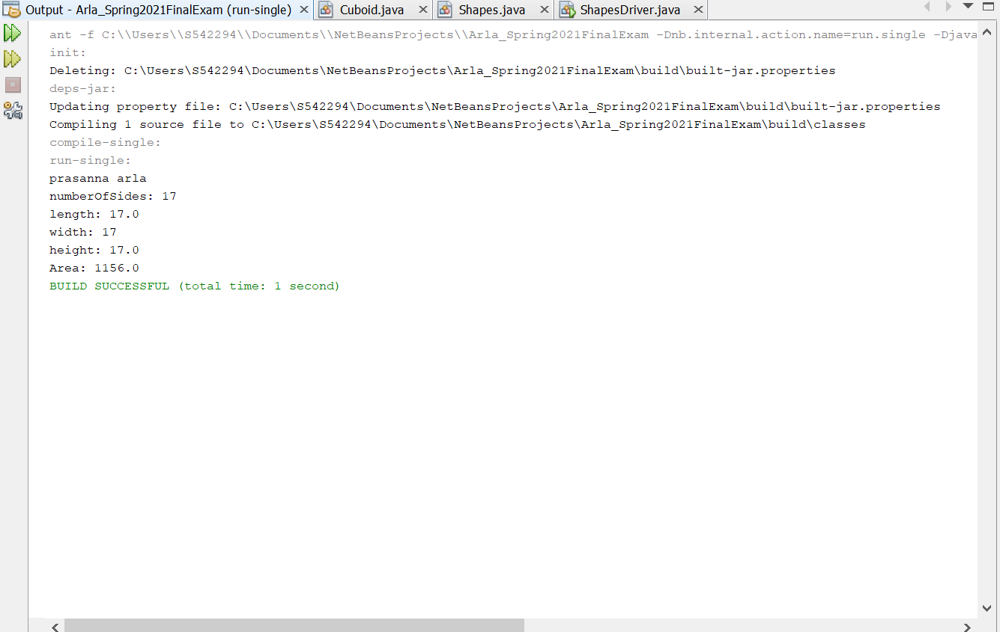 Output - Arla_Spring2021FinalExam (run-single) Cuboid.java Shapes.java ShapesDriver.java
ant -f C:\\Users\\S542294\\Documents\\NetBeansProjects\\Arla_Spring2021FinalExam -Dnb.internal.action.name=run.single -Djava
init:
Deleting: C:\Users\S542294\Documents\NetBeansProjects\Arla_Spring2021FinalExam\build\built-jar.properties
deps-jar:
Updating property file: C:\Users\S542294\Documents\NetBeansProjects\Arla_Spring2021FinalExam\build\built-jar.properties
Compiling 1 source file to C:\Users\S542294\Documents\NetBeansProjects\Arla_Spring2021FinalExam\build\classes
compile-single:
run-single:
prasanna arla
numberOfSides: 17
length: 17.0
width: 17
height: 17.0
Area: 1156.0
BUILD SUCCESSFUL (total time: 1 second)